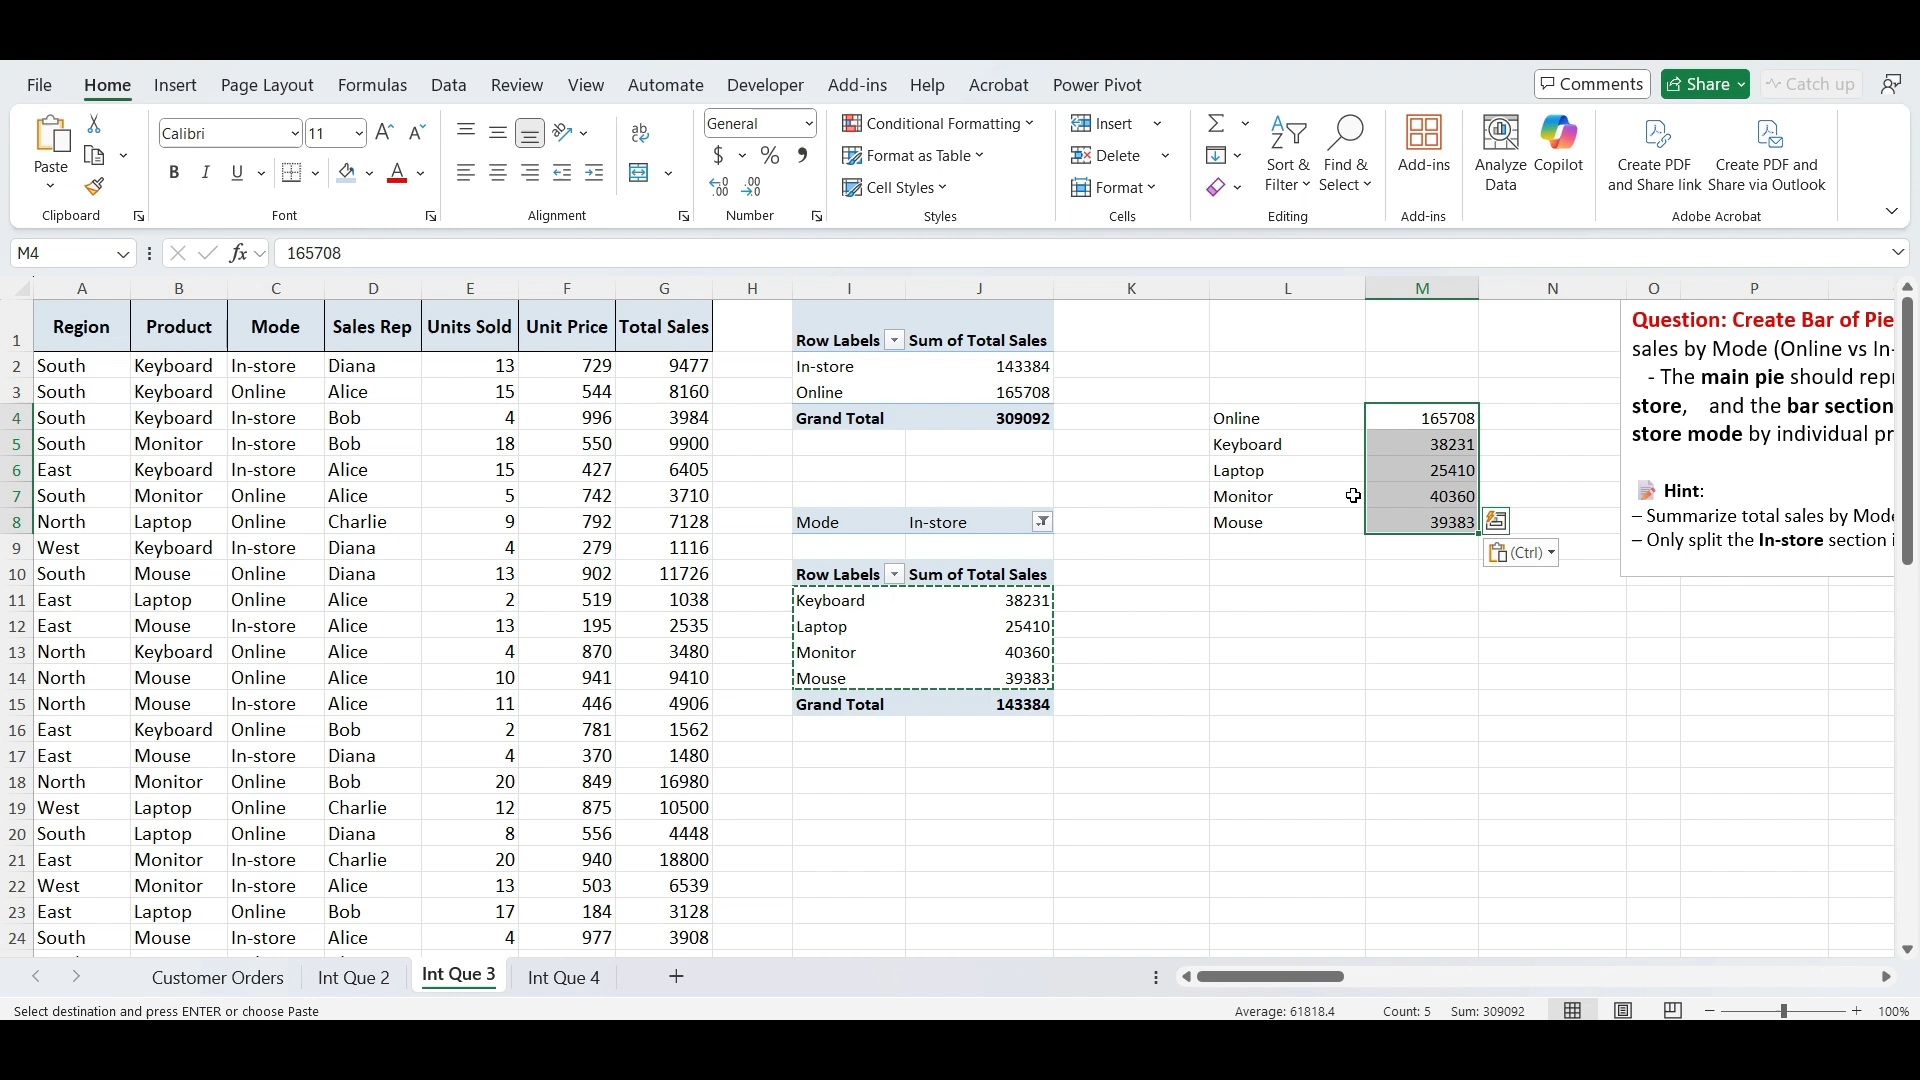 File Home Insert Page Layout Formulas Data Review View Automate Developer Add-ins Help Acrobat Power Pivot Comments Share Catch up
Paste
Clipboard
Calibri 11
B I U
Font
Alignment
General
$ % 9
Number
Conditional Formatting
Format as Table
Cell Styles
Styles
Insert
Delete
Format
Cells
Sort & Filter
Find & Select
Editing
Add-ins
Add-ins
Analyze Data
Copilot
Create PDF and Share link
Create PDF and Share via Outlook
Adobe Acrobat
M4 fx 165708
A B C D E F G H I J K L M N O P
1 Region Product Mode Sales Rep Units Sold Unit Price Total Sales Row Labels Sum of Total Sales
2 South Keyboard In-store Diana 13 729 9477 In-store 143384
3 South Keyboard Online Alice 15 544 8160 Online 165708
4 South Keyboard In-store Bob 4 996 3984 Grand Total 309092 Online 165708
5 South Monitor In-store Bob 18 550 9900 Keyboard 38231
6 East Keyboard In-store Alice 15 427 6405 Laptop 25410
7 South Monitor Online Alice 5 742 3710 Monitor 40360
8 North Laptop Online Charlie 9 792 7128 Mode In-store Mouse 39383
9 West Keyboard In-store Diana 4 279 1116 (Ctrl)
10 South Mouse Online Diana 13 902 11726 Row Labels Sum of Total Sales
11 East Laptop Online Alice 2 519 1038 Keyboard 38231
12 East Mouse In-store Alice 13 195 2535 Laptop 25410
13 North Keyboard Online Alice 4 870 3480 Monitor 40360
14 North Mouse Online Alice 10 941 9410 Mouse 39383
15 North Mouse In-store Alice 11 446 4906 Grand Total 143384
16 East Keyboard Online Bob 2 781 1562
17 East Mouse In-store Diana 4 370 1480
18 North Monitor Online Bob 20 849 16980
19 West Laptop Online Charlie 12 875 10500
20 South Laptop Online Diana 8 556 4448
21 East Monitor In-store Charlie 20 940 18800
22 West Monitor In-store Alice 13 503 6539
23 East Laptop Online Bob 17 184 3128
24 South Mouse In-store Alice 4 977 3908
Question: Create Bar of Pie
sales by Mode (Online vs In-
- The main pie should repr
store, and the bar section
store mode by individual pr
Hint:
– Summarize total sales by Mode
– Only split the In-store section i
Customer Orders Int Que 2 Int Que 3 Int Que 4
Select destination and press ENTER or choose Paste Average: 61818.4 Count: 5 Sum: 309092 100%